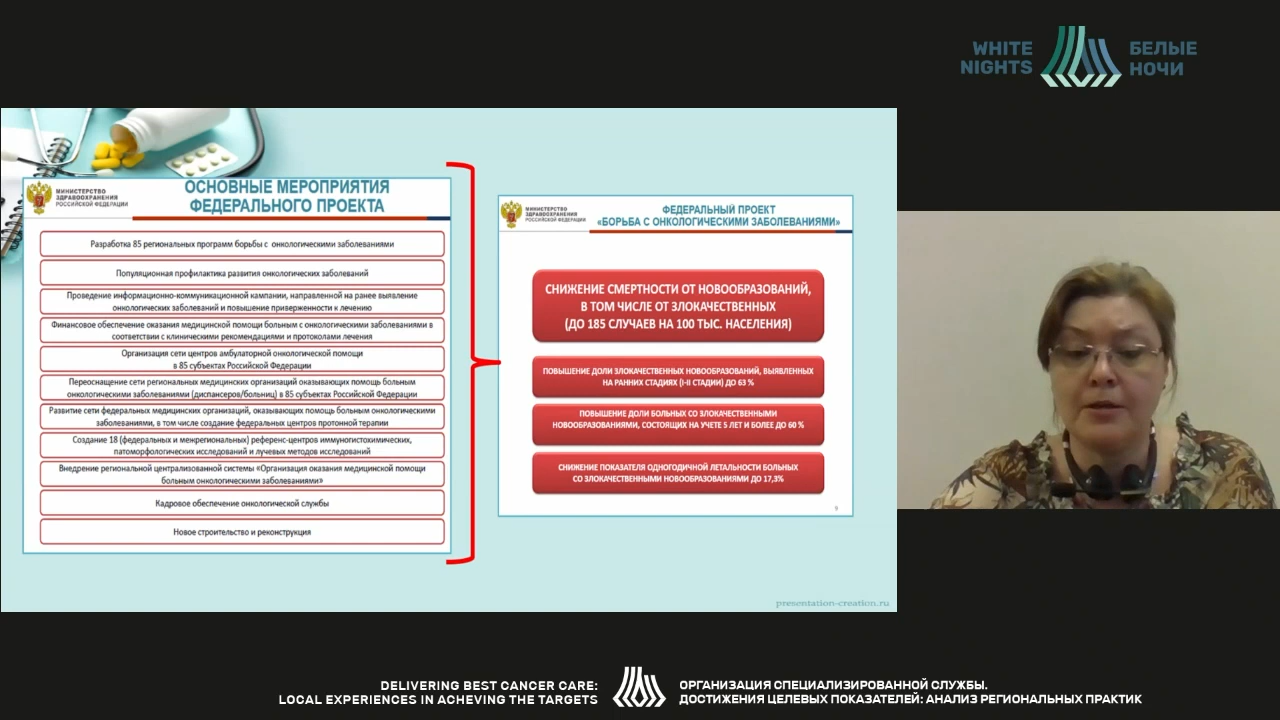 WHITE
NIGHTS
БЕЛЫЕ
НОЧИ
МИНИСТЕРСТВО
ЗДРАВООХРАНЕНИЯ
РОССИЙСКОЙ ФЕДЕРАЦИИ
ОСНОВНЫЕ МЕРОПРИЯТИЯ
ФЕДЕРАЛЬНОГО ПРОЕКТА
Разработка 85 региональных программ борьбы с онкологическими заболеваниями
Популяционная профилактика развития онкологических заболеваний
Проведение информационно-коммуникационной кампании, направленной на ранее выявление
онкологических заболеваний и повышение приверженности к лечению
Финансовое обеспечение оказания медицинской помощи больным с онкологическими заболеваниями в
соответствии с клиническими рекомендациями и протоколами лечения
Организация сети центров амбулаторной онкологической помощи
в 85 субъектах Российской Федерации
Переоснащение сети региональных медицинских организаций оказывающих помощь больным
онкологическими заболеваниями (диспансеров/больниц) в 85 субъектах Российской Федерации
Развитие сети федеральных медицинских организаций, оказывающих помощь больным онкологическими
заболеваниями, в том числе создание федеральных центров протонной терапии
Создание 18 (федеральных и межрегиональных) референс-центров иммуногистохимических,
патоморфологических исследований и лучевых методов исследований
Внедрение региональной централизованной системы «Организация оказания медицинской помощи
больным онкологическими заболеваниями»
Кадровое обеспечение онкологической службы
Новое строительство и реконструкция
МИНИСТЕРСТВО
ЗДРАВООХРАНЕНИЯ
РОССИЙСКОЙ ФЕДЕРАЦИИ
ФЕДЕРАЛЬНЫЙ ПРОЕКТ
«БОРЬБА С ОНКОЛОГИЧЕСКИМИ ЗАБОЛЕВАНИЯМИ»
СНИЖЕНИЕ СМЕРТНОСТИ ОТ НОВООБРАЗОВАНИЙ,
В ТОМ ЧИСЛЕ ОТ ЗЛОКАЧЕСТВЕННЫХ
(ДО 185 СЛУЧАЕВ НА 100 ТЫС. НАСЕЛЕНИЯ)
ПОВЫШЕНИЕ ДОЛИ ЗЛОКАЧЕСТВЕННЫХ НОВООБРАЗОВАНИЙ, ВЫЯВЛЕННЫХ
НА РАННИХ СТАДИЯХ (I-II СТАДИИ) ДО 63 %
ПОВЫШЕНИЕ ДОЛИ БОЛЬНЫХ СО ЗЛОКАЧЕСТВЕННЫМИ
НОВООБРАЗОВАНИЯМИ, СОСТОЯЩИХ НА УЧЕТЕ 5 ЛЕТ И БОЛЕЕ ДО 60 %
СНИЖЕНИЕ ПОКАЗАТЕЛЯ ОДНОГОДИЧНОЙ ЛЕТАЛЬНОСТИ БОЛЬНЫХ
СО ЗЛОКАЧЕСТВЕННЫМИ НОВООБРАЗОВАНИЯМИ ДО 17,3%
9
presentation-creation.ru
DELIVERING BEST CANCER CARE:
LOCAL EXPERIENCES IN ACHEVING THE TARGETS
ОРГАНИЗАЦИЯ СПЕЦИАЛИЗИРОВАННОЙ СЛУЖБЫ.
ДОСТИЖЕНИЯ ЦЕЛЕВЫХ ПОКАЗАТЕЛЕЙ: АНАЛИЗ РЕГИОНАЛЬНЫХ ПРАКТИК